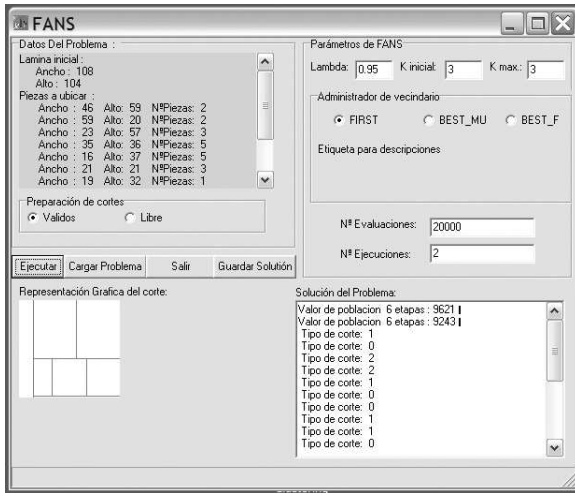 FANS
Datos Del Problema :
Lamina inicial :
Ancho : 108
Alto : 104
Piezas a ubicar :
Ancho : 46 Alto: 59 NºPiezas: 2
Ancho : 59 Alto: 20 NºPiezas: 2
Ancho : 23 Alto: 57 NºPiezas: 3
Ancho : 35 Alto: 36 NºPiezas: 5
Ancho : 16 Alto: 37 NºPiezas: 5
Ancho : 21 Alto: 21 NºPiezas: 3
Ancho : 19 Alto: 32 NºPiezas: 1
Preparación de cortes
Validos Libre
Ejecutar Cargar Problema Salir Guardar Solutión
Parámetros de FANS
Lambda: 0.95 K inicial: 3 K max.: 3
Administrador de vecindario
FIRST BEST_MU BEST_F
Etiqueta para descripciones
Nº Evaluaciones: 20000
Nº Ejecuciones: 2
Representación Grafica del corte:
Solución del Problema:
Valor de poblacion 6 etapas : 9621
Valor de poblacion 6 etapas : 9243
Tipo de corte: 1
Tipo de corte: 0
Tipo de corte: 2
Tipo de corte: 2
Tipo de corte: 1
Tipo de corte: 0
Tipo de corte: 0
Tipo de corte: 1
Tipo de corte: 1
Tipo de corte: 0